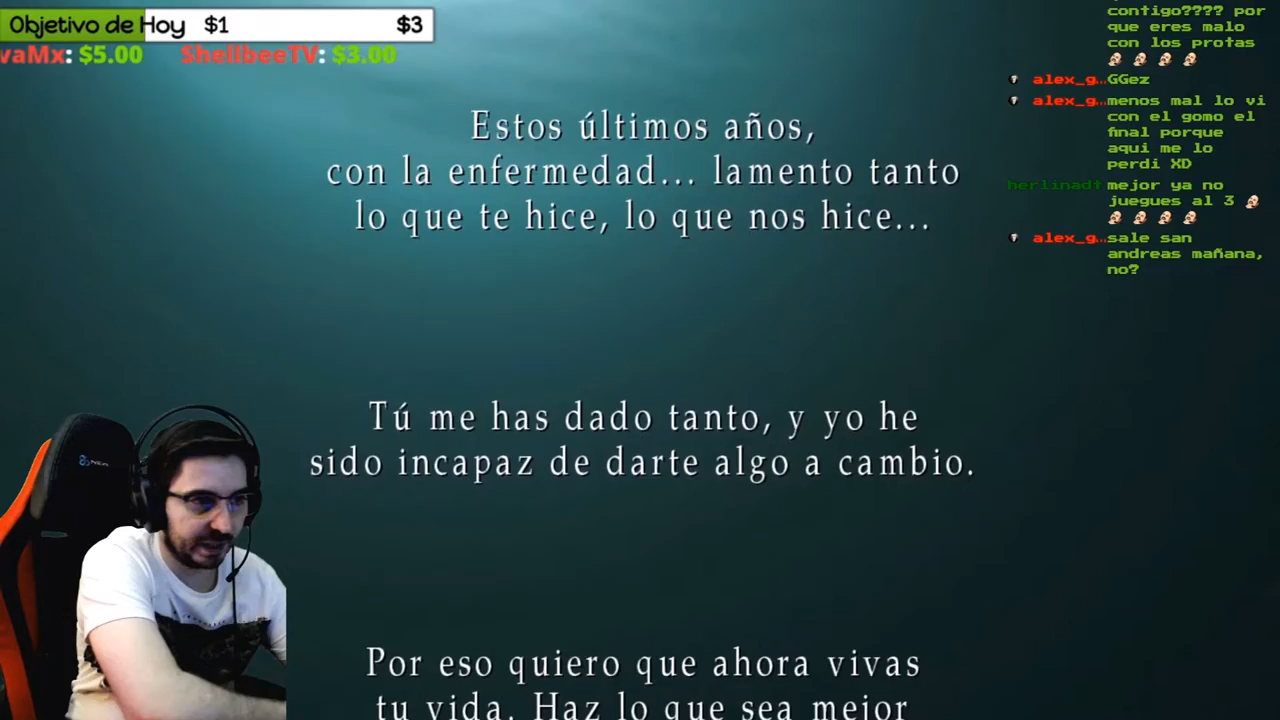 Objetivo de Hoy $1 $3
vaMx: $5.00 ShellbeeTV: $3.00
Estos últimos años,
con la enfermedad... lamento tanto
lo que te hice, lo que nos hice...
Tú me has dado tanto, y yo he
sido incapaz de darte algo a cambio.
Por eso quiero que ahora vivas
tu vida. Haz lo que sea mejor
contigo???? por
que eres malo
con los protas
alex_g…GGez
alex_g…menos mal lo vi
con el gomo el
final porque
aqui me lo
perdi XD
herlinadt mejor ya no
juegues al 3
alex_g…sale san
andreas mañana,
no?